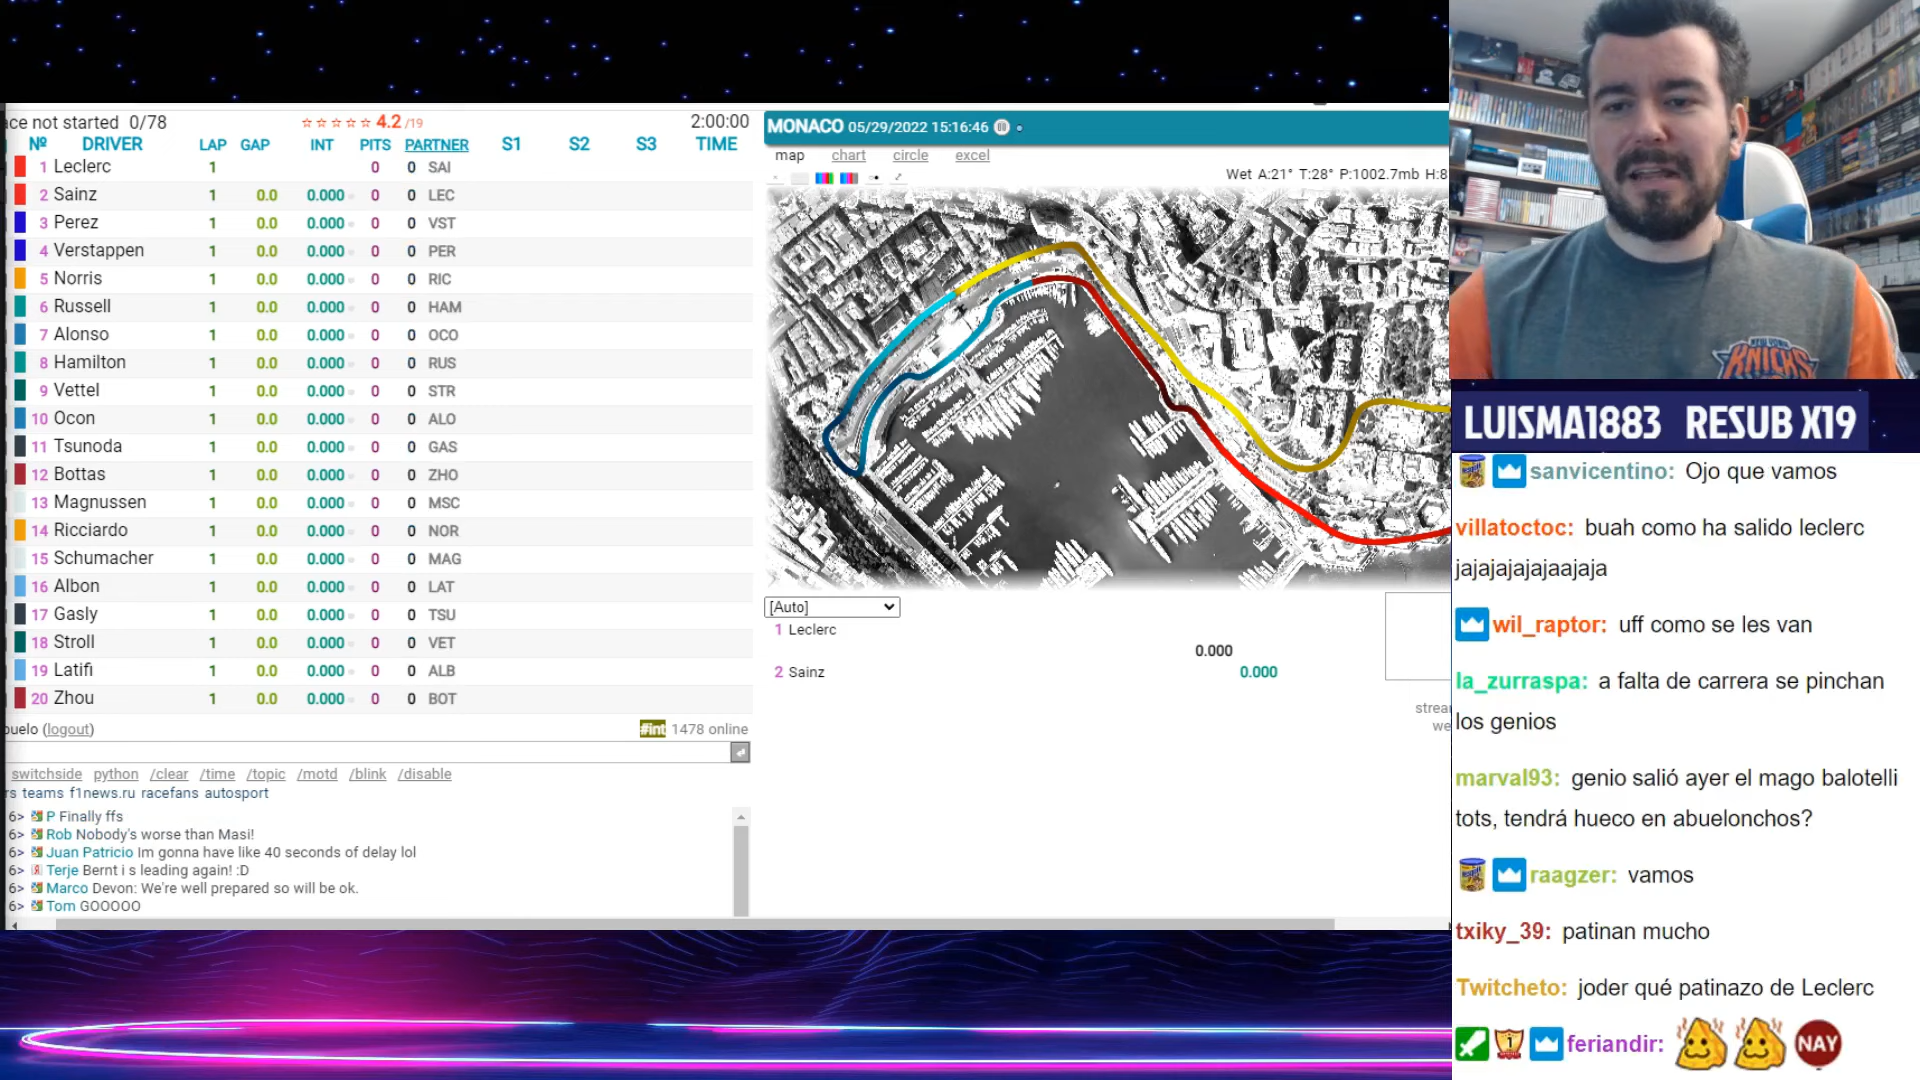 ace not started 0/78 ☆☆☆☆☆ 4.2 /19 2:00:00
Nº DRIVER LAP GAP INT PITS PARTNER S1 S2 S3 TIME
1 Leclerc 1 0 0 SAI
2 Sainz 1 0.0 0.000 0 0 LEC
3 Perez 1 0.0 0.000 0 0 VST
4 Verstappen 1 0.0 0.000 0 0 PER
5 Norris 1 0.0 0.000 0 0 RIC
6 Russell 1 0.0 0.000 0 0 HAM
7 Alonso 1 0.0 0.000 0 0 OCO
8 Hamilton 1 0.0 0.000 0 0 RUS
9 Vettel 1 0.0 0.000 0 0 STR
10 Ocon 1 0.0 0.000 0 0 ALO
11 Tsunoda 1 0.0 0.000 0 0 GAS
12 Bottas 1 0.0 0.000 0 0 ZHO
13 Magnussen 1 0.0 0.000 0 0 MSC
14 Ricciardo 1 0.0 0.000 0 0 NOR
15 Schumacher 1 0.0 0.000 0 0 MAG
16 Albon 1 0.0 0.000 0 0 LAT
17 Gasly 1 0.0 0.000 0 0 TSU
18 Stroll 1 0.0 0.000 0 0 VET
19 Latifi 1 0.0 0.000 0 0 ALB
20 Zhou 1 0.0 0.000 0 0 BOT
buelo (logout) #int 1478 online
switchside python /clear /time /topic /motd /blink /disable
rs teams f1news.ru racefans autosport
6> P Finally ffs
6> Rob Nobody's worse than Masi!
6> Juan Patricio Im gonna have like 40 seconds of delay lol
6> Terje Bernt i s leading again! :D
6> Marco Devon: We're well prepared so will be ok.
6> Tom GOOOOO
MONACO 05/29/2022 15:16:46
map chart circle excel
Wet A:21° T:28° P:1002.7mb H:8
[Auto]
1 Leclerc
0.000
2 Sainz 0.000
strea
we
KNICKS
LUISMA1883 RESUB X19
sanvicentino: Ojo que vamos
villatoctoc: buah como ha salido leclerc
jajajajajajaajaja
wil_raptor: uff como se les van
la_zurraspa: a falta de carrera se pinchan
los genios
marval93: genio salió ayer el mago balotelli
tots, tendrá hueco en abuelonchos?
raagzer: vamos
txiky_39: patinan mucho
Twitcheto: joder qué patinazo de Leclerc
feriandir: NAY